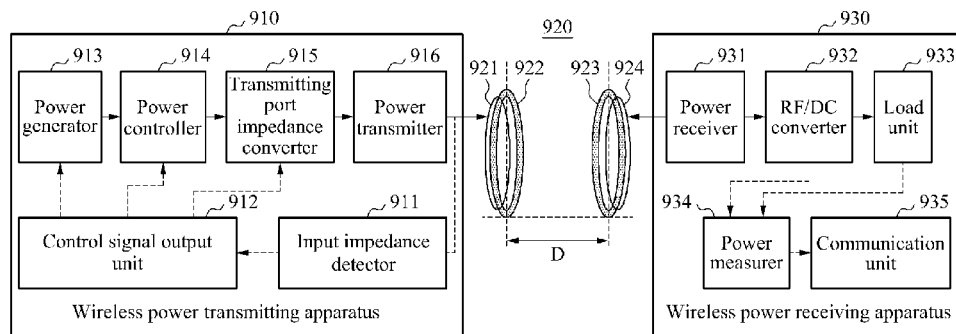 910
920
930
913
914
915
916
921
922
923
924
931
932
933
Power
generator
Power
controller
Transmitting
port
impedance
converter
Power
transmitter
Power
receiver
RF/DC
converter
Load
unit
912
911
934
935
Control signal output
unit
Input impedance
detector
D
Power
measurer
Communication
unit
Wireless power transmitting apparatus
Wireless power receiving apparatus